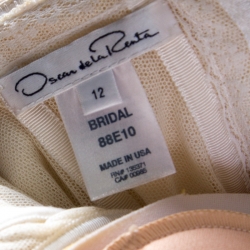 Oscar de la Renta
12
BRIDAL
88E10
MADE IN USA